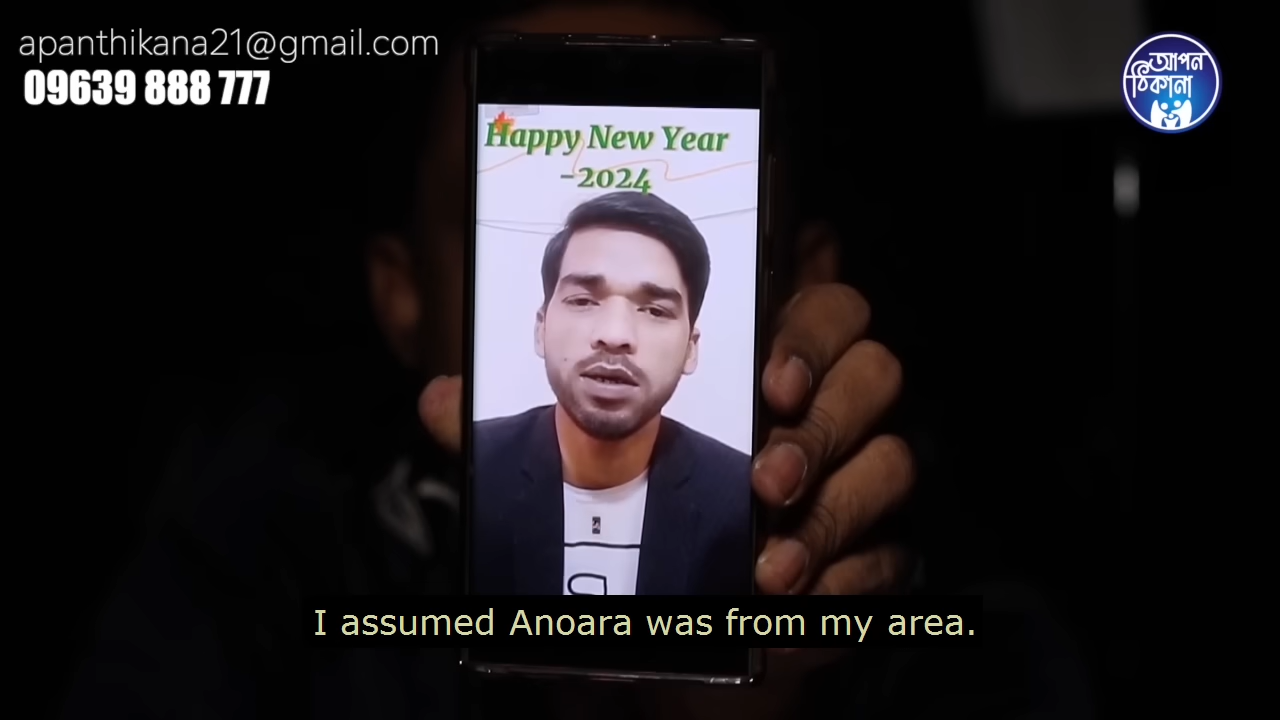 apanthikana21@gmail.com
09639 888 777
আপন
ঠিকানা
Happy New Year
-2024
I assumed Anoara was from my area.